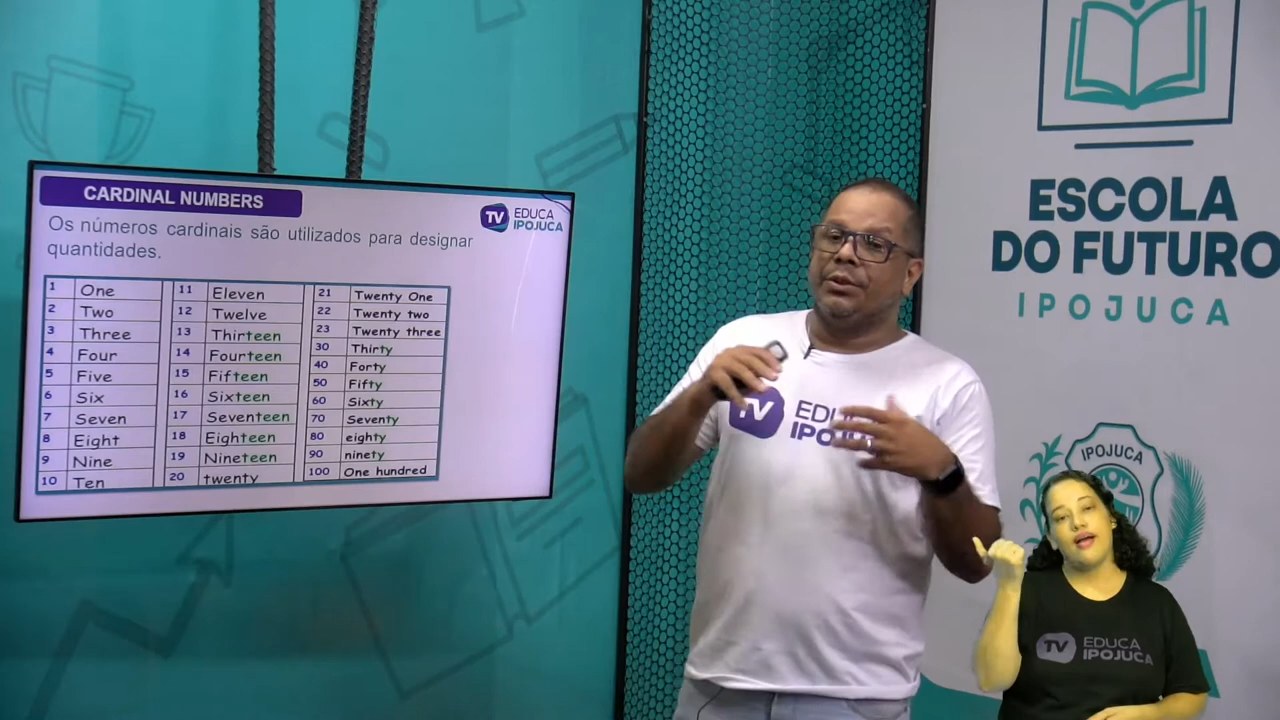 CARDINAL NUMBERS
TV EDUCA
IPOJUCA
Os números cardinais são utilizados para designar
quantidades.
1 One
2 Two
3 Three
4 Four
5 Five
6 Six
7 Seven
8 Eight
9 Nine
10 Ten
11 Eleven
12 Twelve
13 Thirteen
14 Fourteen
15 Fifteen
16 Sixteen
17 Seventeen
18 Eighteen
19 Nineteen
20 twenty
21 Twenty One
22 Twenty two
23 Twenty three
30 Thirty
40 Forty
50 Fifty
60 Sixty
70 Seventy
80 eighty
90 ninety
100 One hundred
ESCOLA
DO FUTURO
IPOJUCA
IPOJUCA
TV
TV EDUCA
IPOJUCA